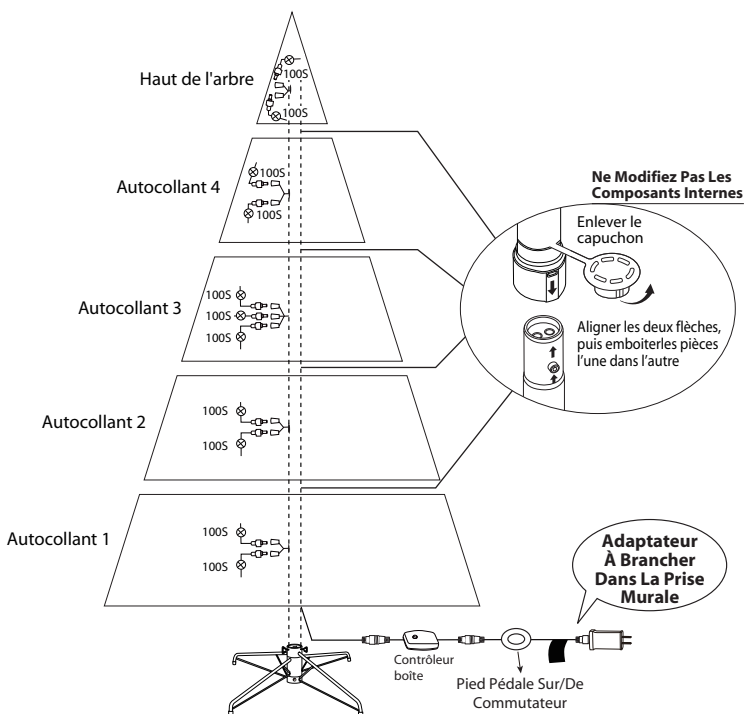 Haut de l'arbre
100S
100S
Autocollant 4
100S
100S
Autocollant 3
100S
100S
100S
Autocollant 2
100S
100S
Autocollant 1
100S
100S
Ne Modifiez Pas Les
Composants Internes
Enlever le
capuchon
Aligner les deux flèches,
puis emboiterles pièces
l'une dans l'autre
Adaptateur
À Brancher
Dans La Prise
Murale
Contrôleur
boîte
Pied Pédale Sur/De
Commutateur